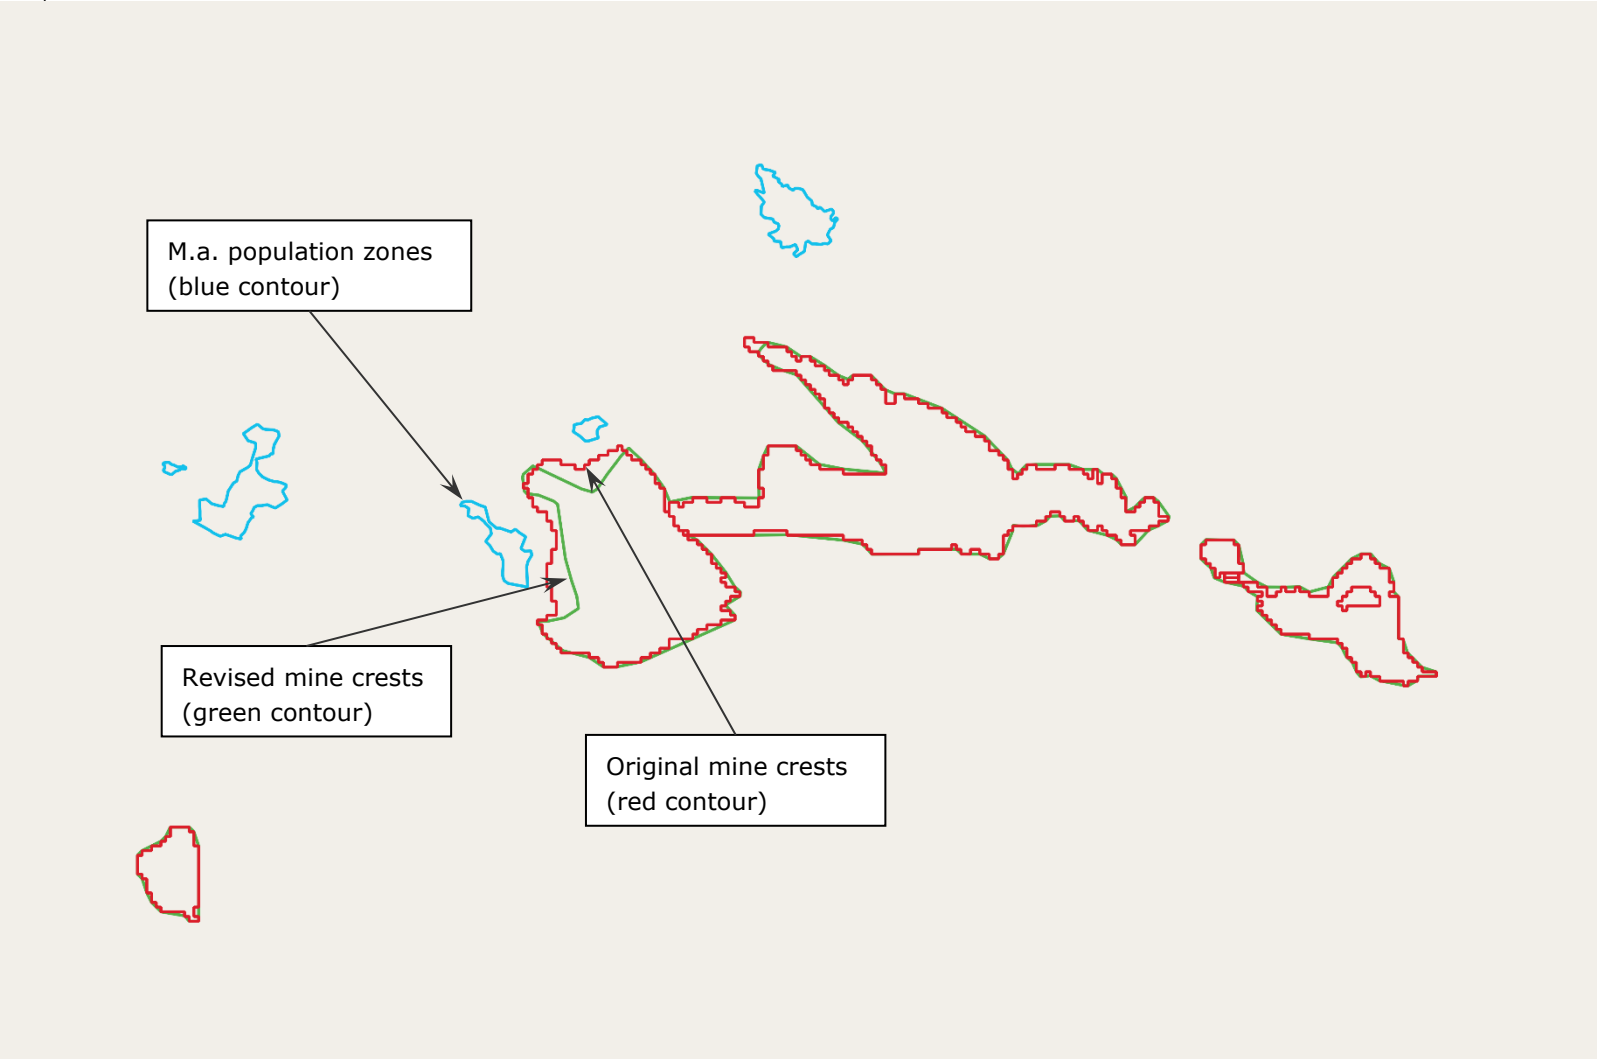 M.a. population zones
(blue contour)
Revised mine crests
(green contour)
Original mine crests
(red contour)